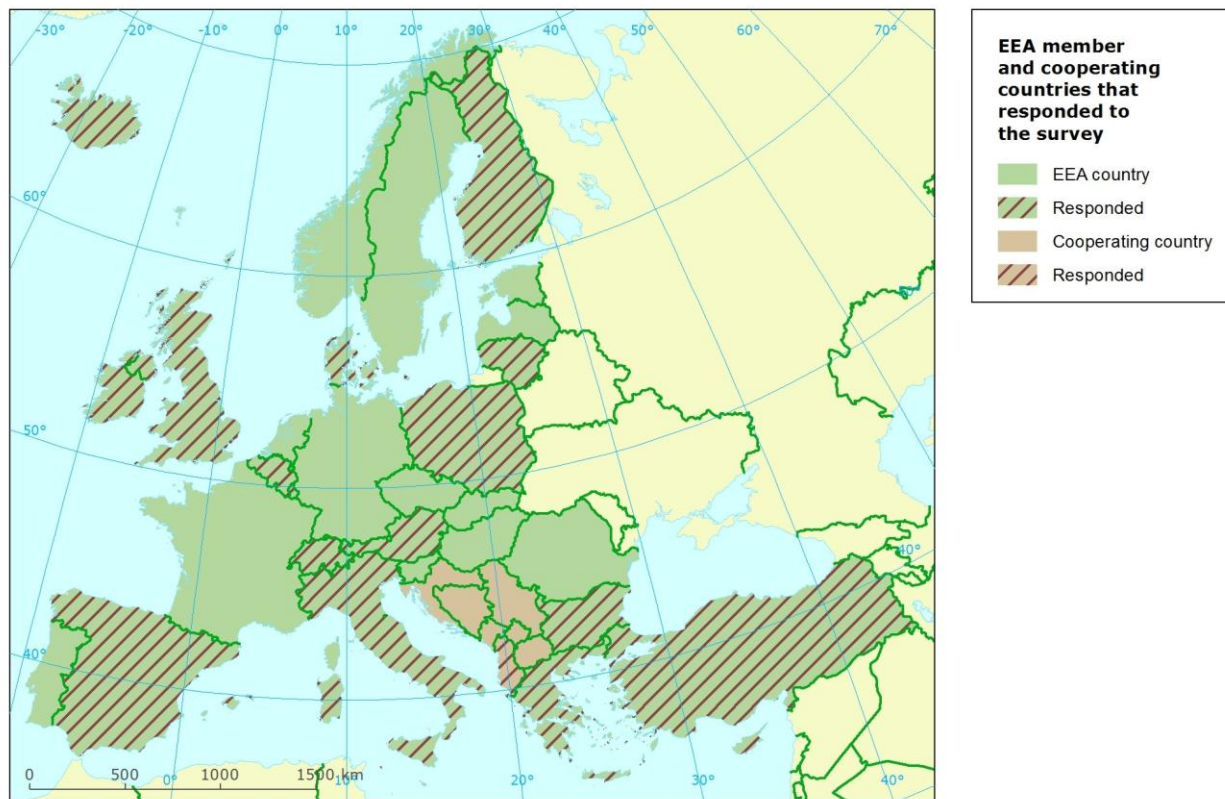 -30° -20° -10° 0° 10° 20° 30° 40° 50° 60° 70°
60°
50°
40°
40°
0 500 1000 1500 km
0° 10° 20° 30° 40°
EEA member
and cooperating
countries that
responded to
the survey
EEA country
Responded
Cooperating country
Responded